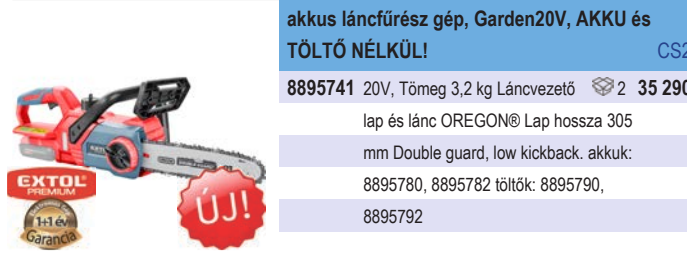 akkus láncfűrész gép, Garden20V, AKKU és
TÖLTŐ NÉLKÜL! CS2
8895741 20V, Tömeg 3,2 kg Láncvezető 2 35 290
lap és lánc OREGON® Lap hossza 305
mm Double guard, low kickback. akkuk:
8895780, 8895782 töltők: 8895790,
8895792
EXTOL®
PREMIUM
1+1 év
Garancia
ÚJ!
EXTOL